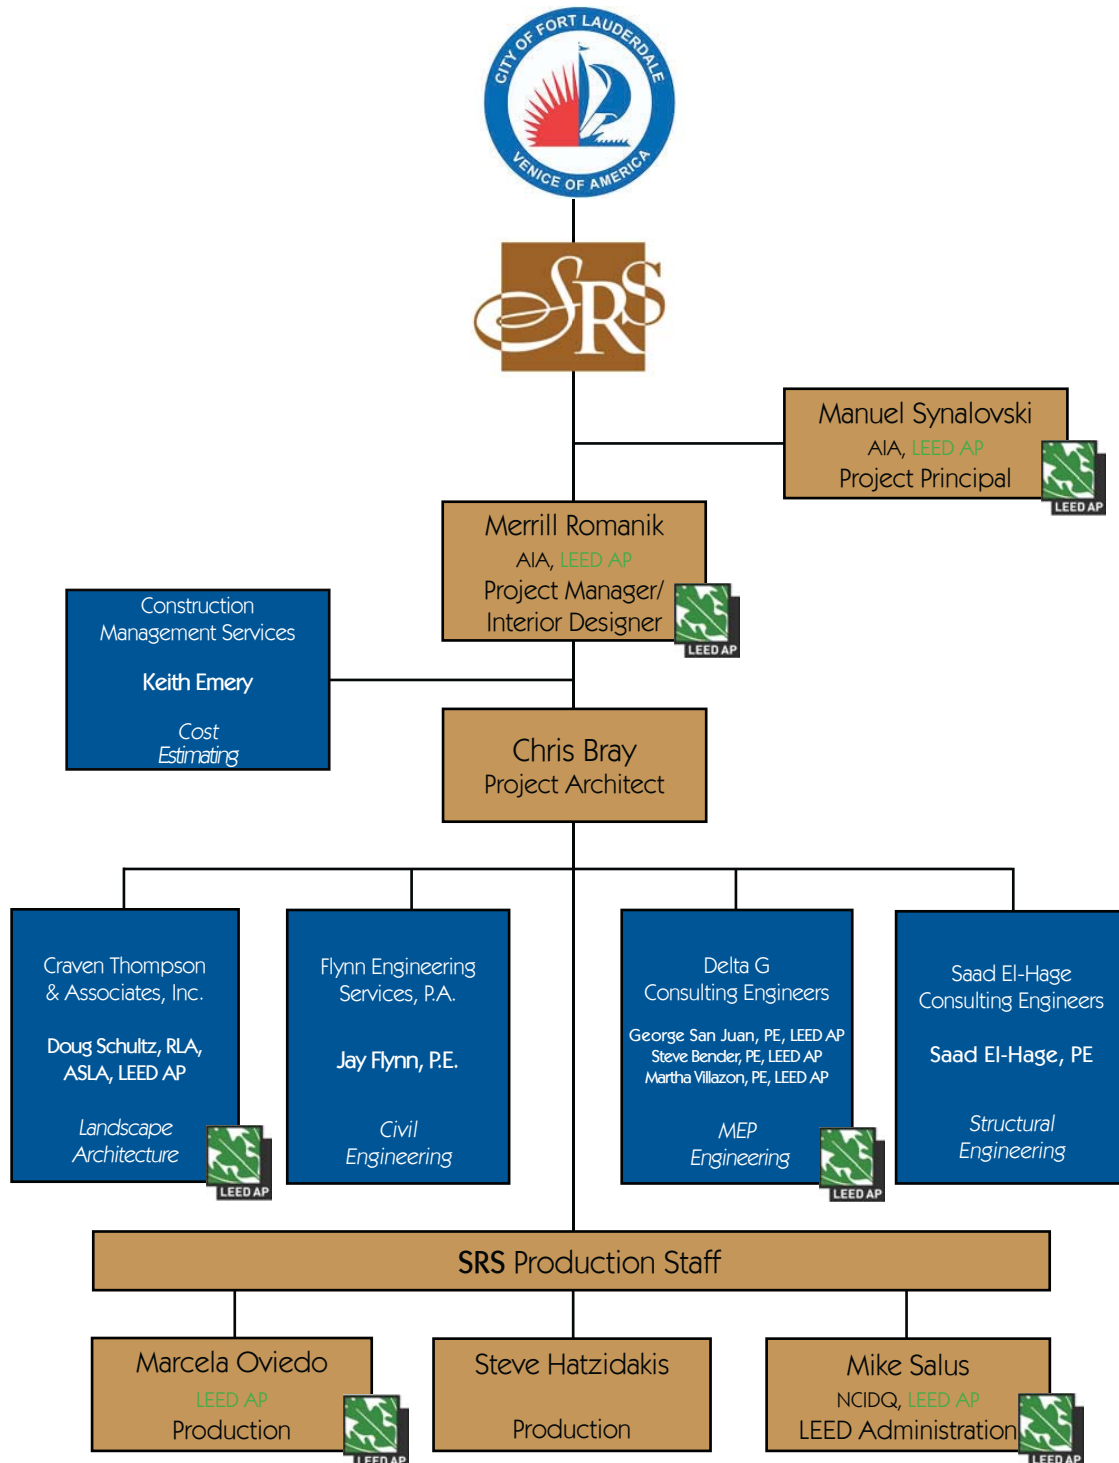 CITY OF FORT LAUDERDALE
VENICE OF AMERICA
SRS
Manuel Synalovski
AIA, LEED AP
Project Principal
LEED AP
Merrill Romanik
AIA, LEED AP
Project Manager/
Interior Designer
LEED AP
Construction
Management Services
Keith Emery
Cost
Estimating
Chris Bray
Project Architect
Craven Thompson
& Associates, Inc.
Doug Schultz, RLA,
ASLA, LEED AP
Landscape
Architecture
LEED AP
Flynn Engineering
Services, P.A.
Jay Flynn, P.E.
Civil
Engineering
Delta G
Consulting Engineers
George San Juan, PE, LEED AP
Steve Bender, PE, LEED AP
Martha Villazon, PE, LEED AP
MEP
Engineering
LEED AP
Saad El-Hage
Consulting Engineers
Saad El-Hage, PE
Structural
Engineering
SRS Production Staff
Marcela Oviedo
LEED AP
Production
LEED AP
Steve Hatzidakis
Production
Mike Salus
NCIDQ, LEED AP
LEED Administration
LEED AP